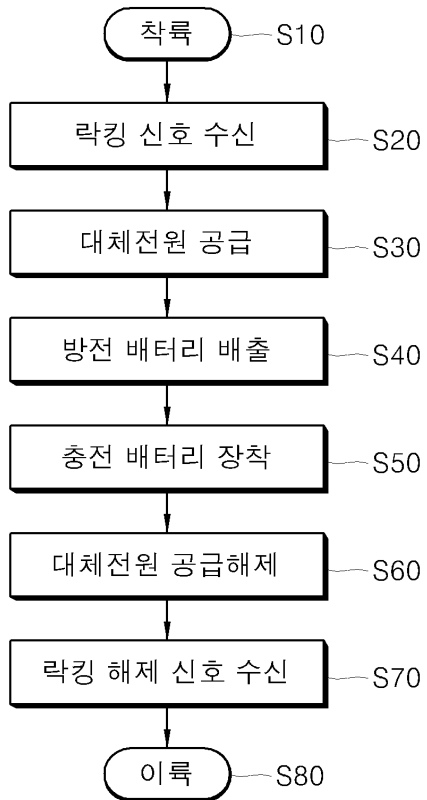 착륙 S10
락킹 신호 수신 S20
대체전원 공급 S30
방전 배터리 배출 S40
충전 배터리 장착 S50
대체전원 공급해제 S60
락킹 해제 신호 수신 S70
이륙 S80